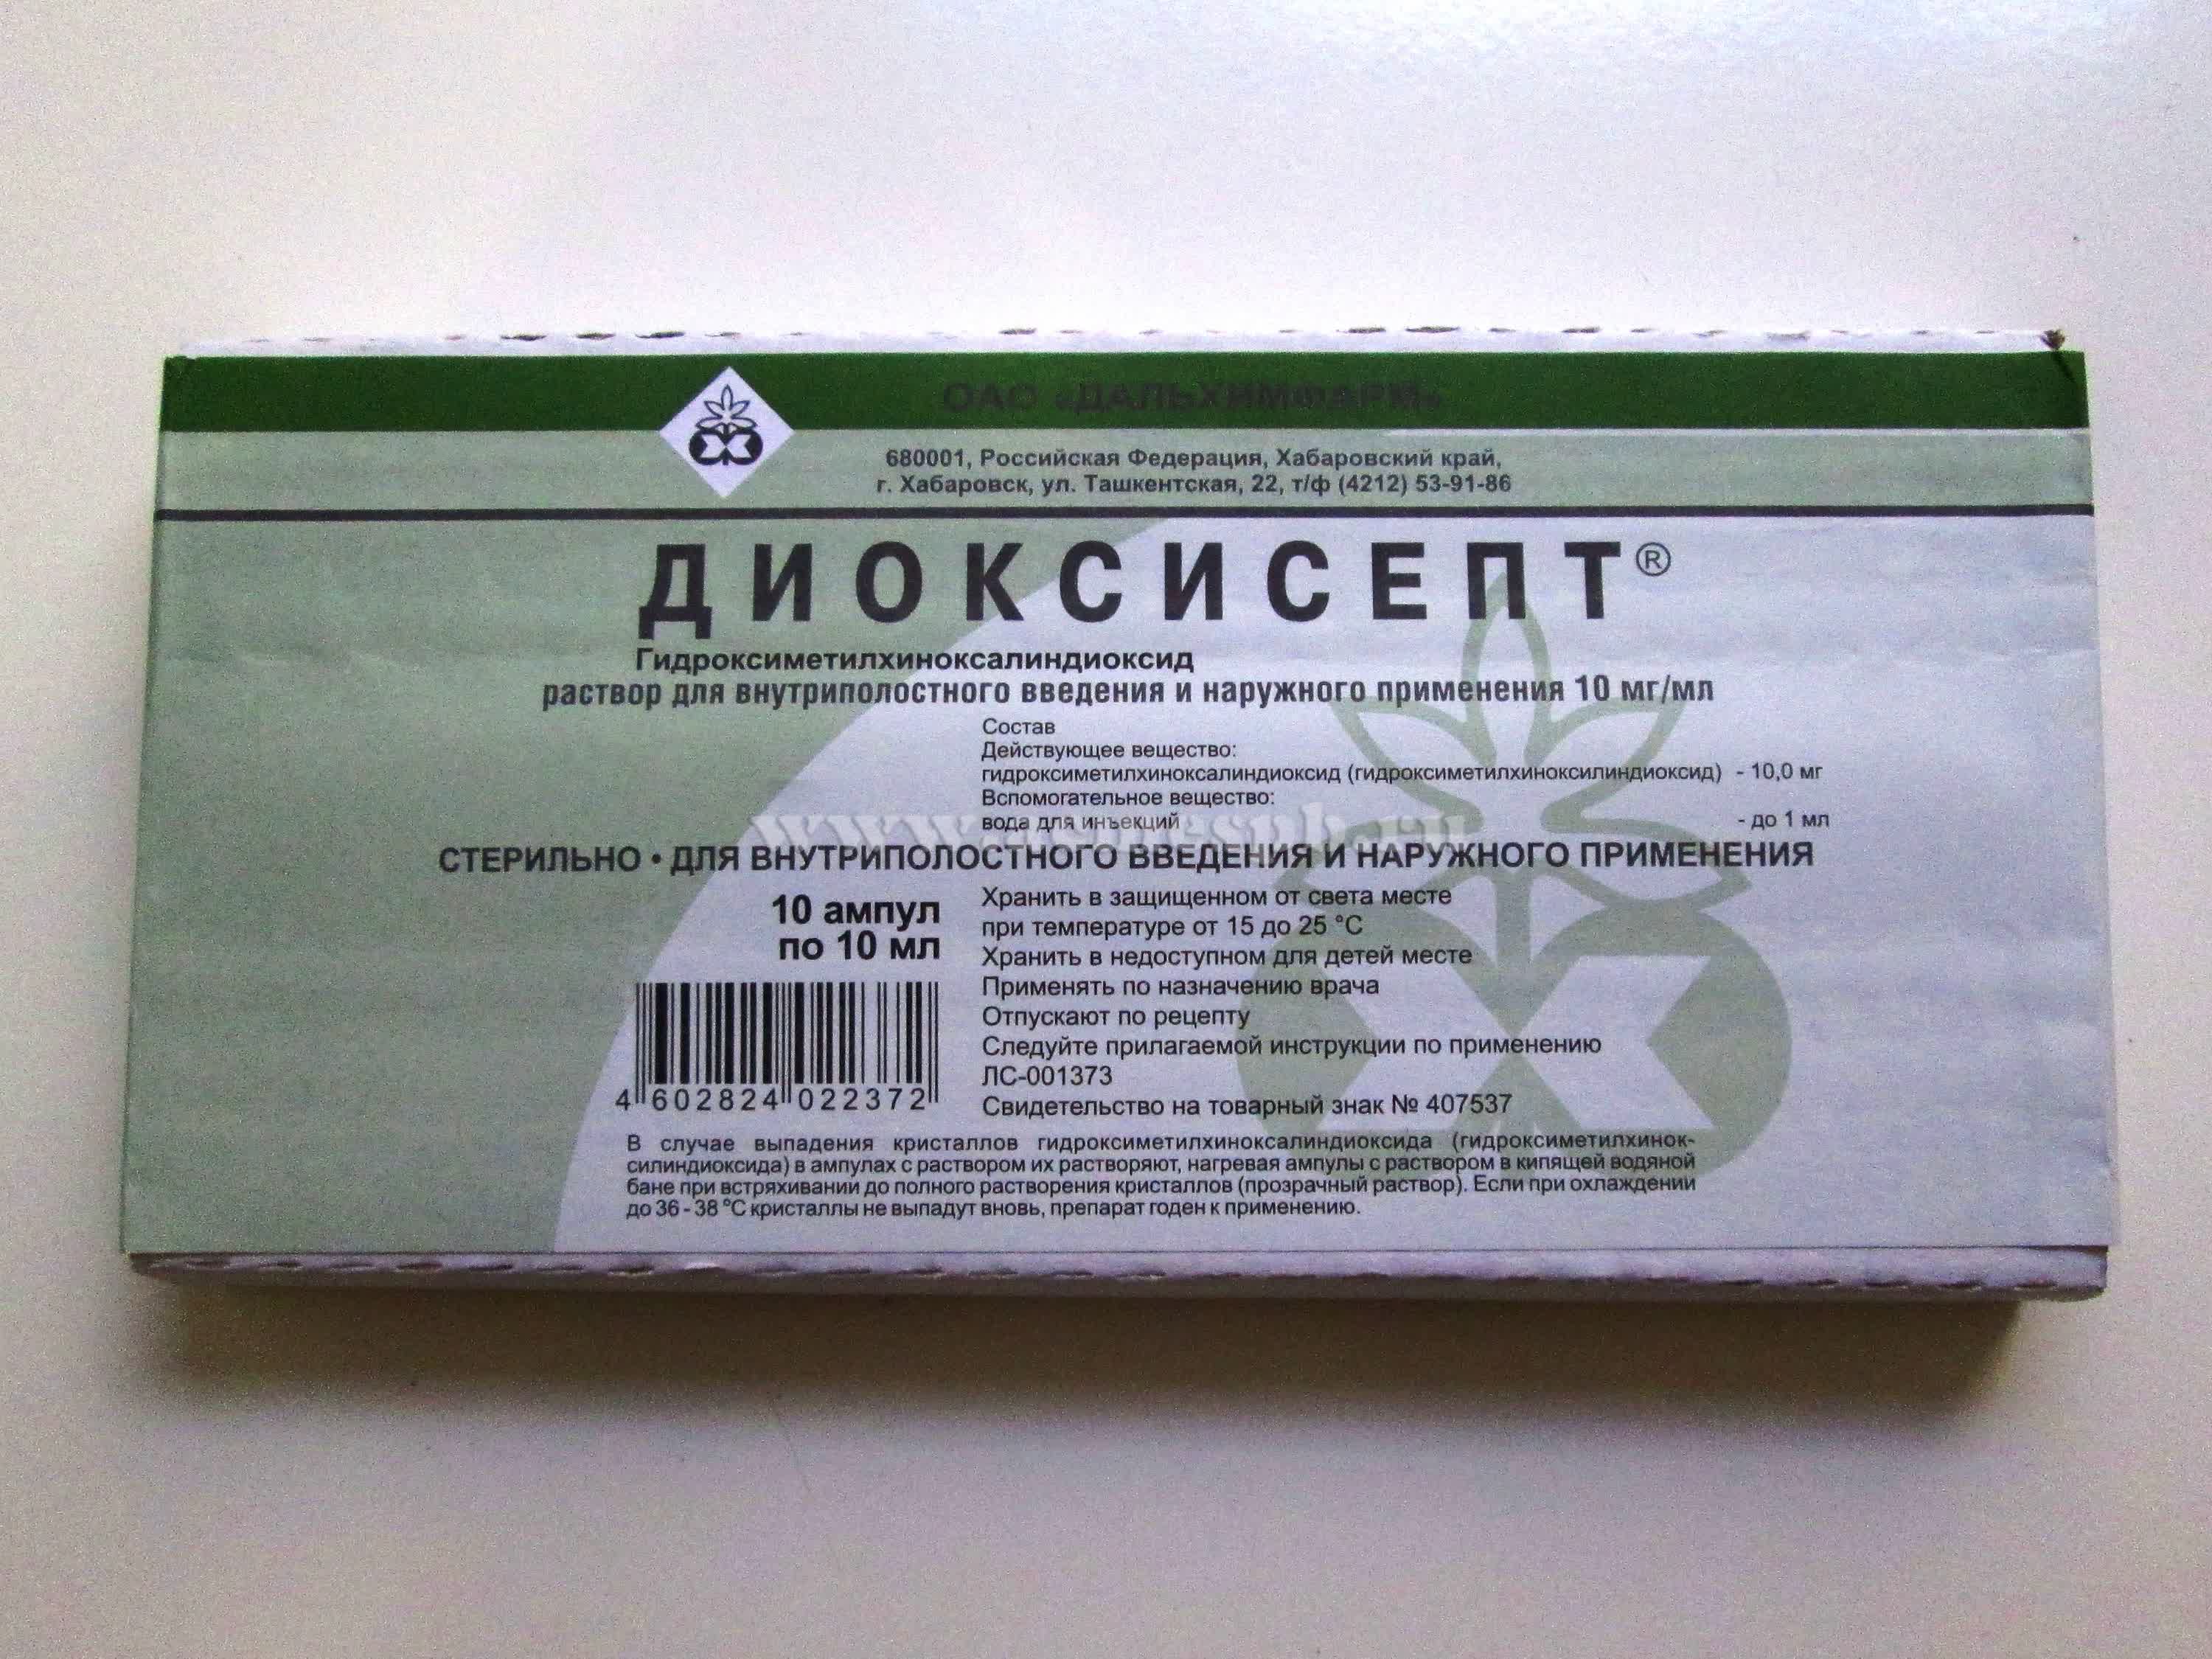 ОАО «ДАЛЬХИМФАРМ»
680001, Российская Федерация, Хабаровский край,
г. Хабаровск, ул. Ташкентская, 22, т/ф (4212) 53-91-86
ДИОКСИСЕПТ®
Гидроксиметилхиноксалиндиоксид
раствор для внутриполостного введения и наружного применения 10 мг/мл
Состав
Действующее вещество:
гидроксиметилхиноксалиндиоксид (гидроксиметилхиноксилиндиоксид) - 10,0 мг
Вспомогательное вещество:
вода для инъекций - до 1 мл
СТЕРИЛЬНО • ДЛЯ ВНУТРИПОЛОСТНОГО ВВЕДЕНИЯ И НАРУЖНОГО ПРИМЕНЕНИЯ
10 ампул
по 10 мл
Хранить в защищенном от света месте
при температуре от 15 до 25 °С
Хранить в недоступном для детей месте
Применять по назначению врача
Отпускают по рецепту
Следуйте прилагаемой инструкции по применению
ЛС-001373
Свидетельство на товарный знак № 407537
4 602824 022372
В случае выпадения кристаллов гидроксиметилхиноксалиндиоксида (гидроксиметилхинок-
силиндиоксида) в ампулах с раствором их растворяют, нагревая ампулы с раствором в кипящей водяной
бане при встряхивании до полного растворения кристаллов (прозрачный раствор). Если при охлаждении
до 36 - 38 °С кристаллы не выпадут вновь, препарат годен к применению.